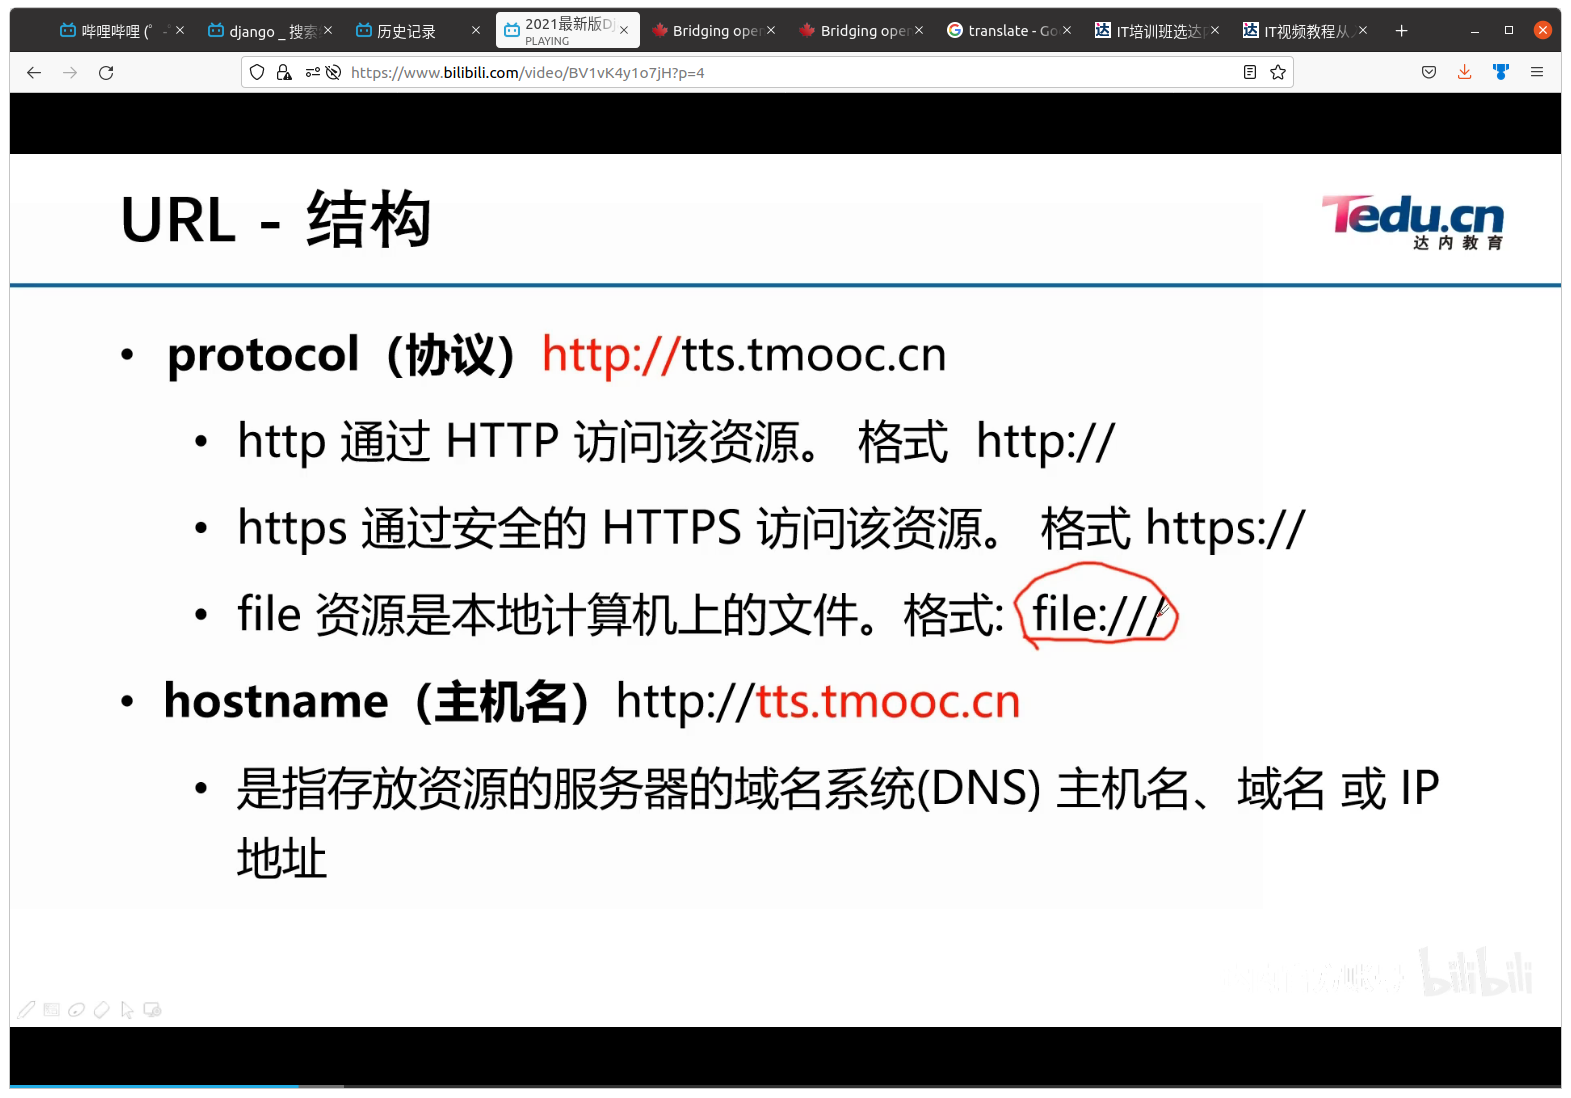 哔哩哔哩 (゜-゜
django _ 搜索
历史记录
2021最新版Dj
PLAYING
Bridging oper
Bridging oper
translate - Go
IT培训班选达内
IT视频教程从入
https://www.bilibili.com/video/BV1vK4y1o7jH?p=4
URL - 结构
Tedu.cn
达内教育
• protocol（协议）http://tts.tmooc.cn
• http 通过 HTTP 访问该资源。 格式 http://
• https 通过安全的 HTTPS 访问该资源。 格式 https://
• file 资源是本地计算机上的文件。格式: file:///
• hostname（主机名）http://tts.tmooc.cn
• 是指存放资源的服务器的域名系统(DNS) 主机名、域名 或 IP
地址
bilibili